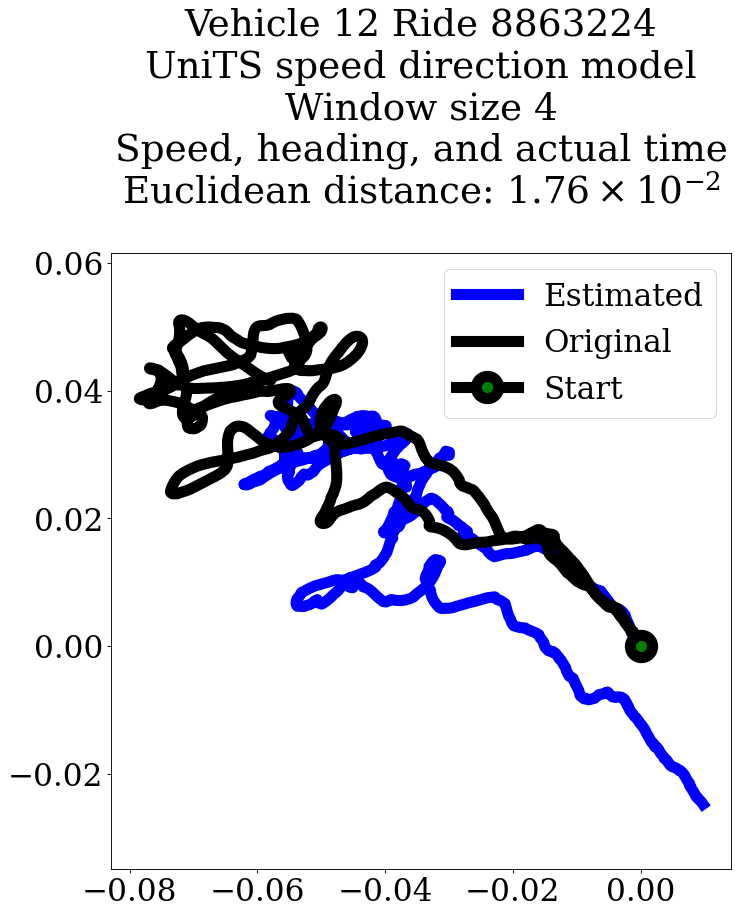 Vehicle 12 Ride 8863224
UniTS speed direction model
Window size 4
Speed, heading, and actual time
Euclidean distance: 1.76 × 10⁻²
0.06
0.04
0.02
0.00
−0.02
Estimated
Original
Start
−0.08 −0.06 −0.04 −0.02 0.00